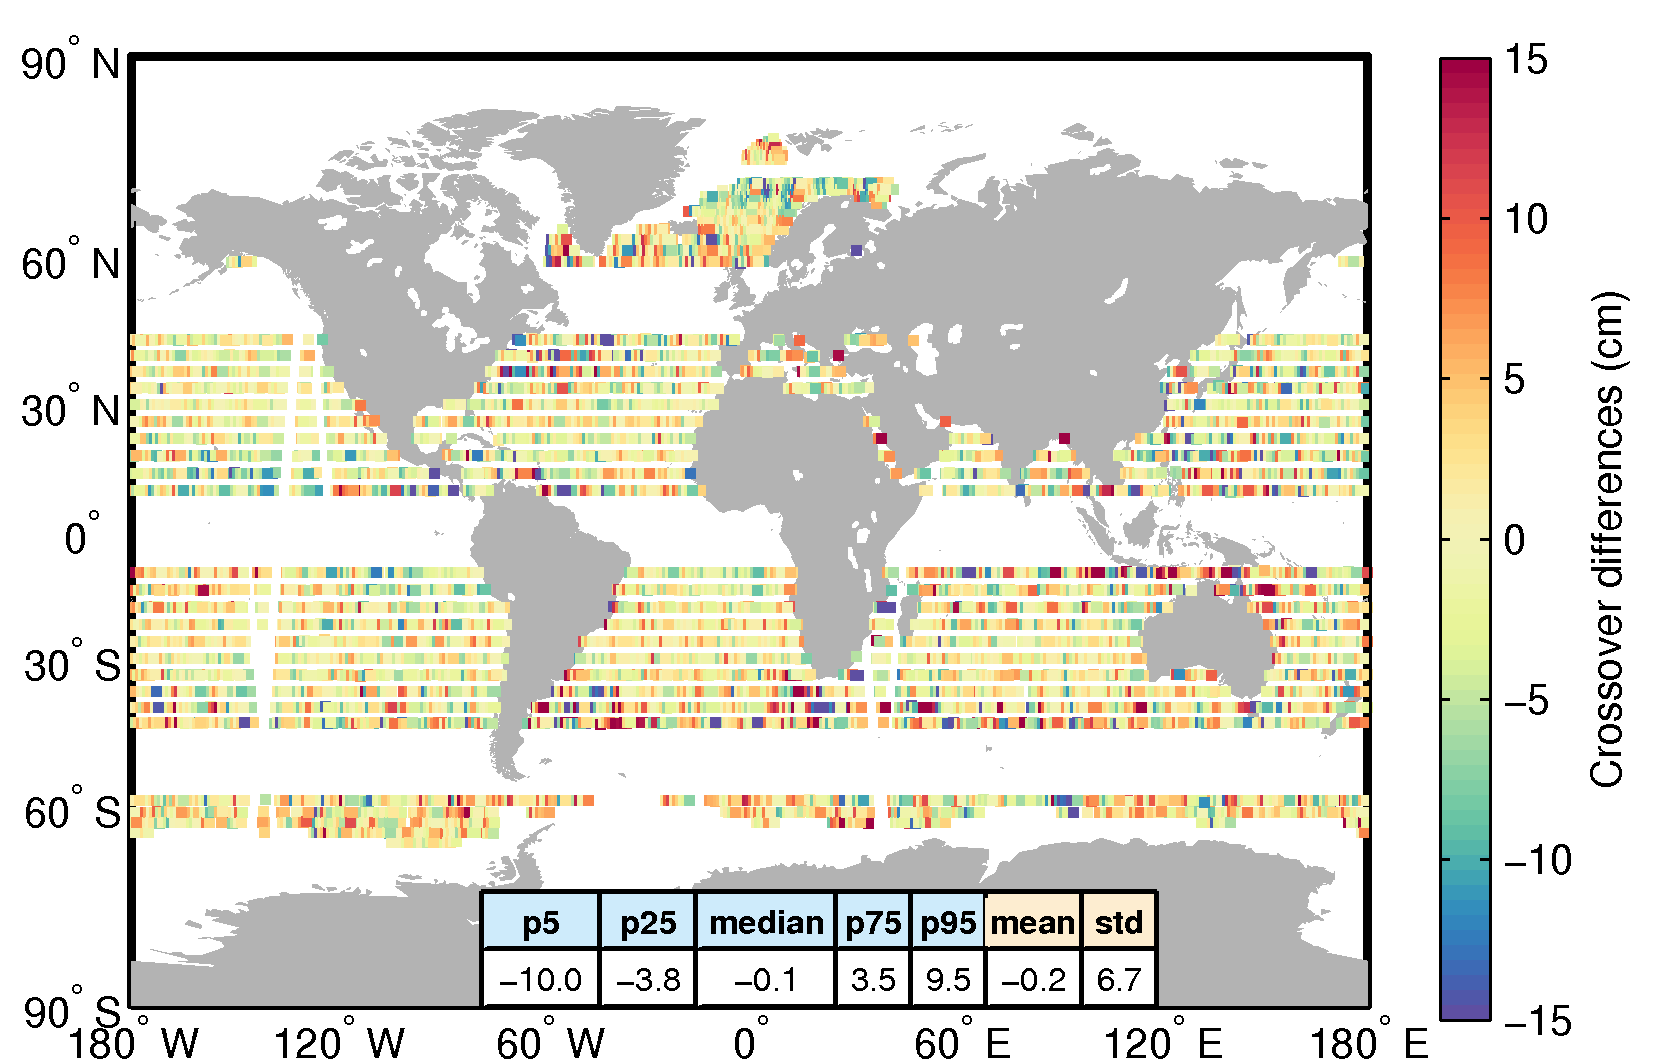 90° N
60° N
30° N
0°
30° S
60° S
90° S
180° W 120° W 60° W 0° 60° E 120° E 180° E
p5 p25 median p75 p95 mean std
−10.0 −3.8 −0.1 3.5 9.5 −0.2 6.7
15
10
5
0
−5
−10
−15
Crossover differences (cm)